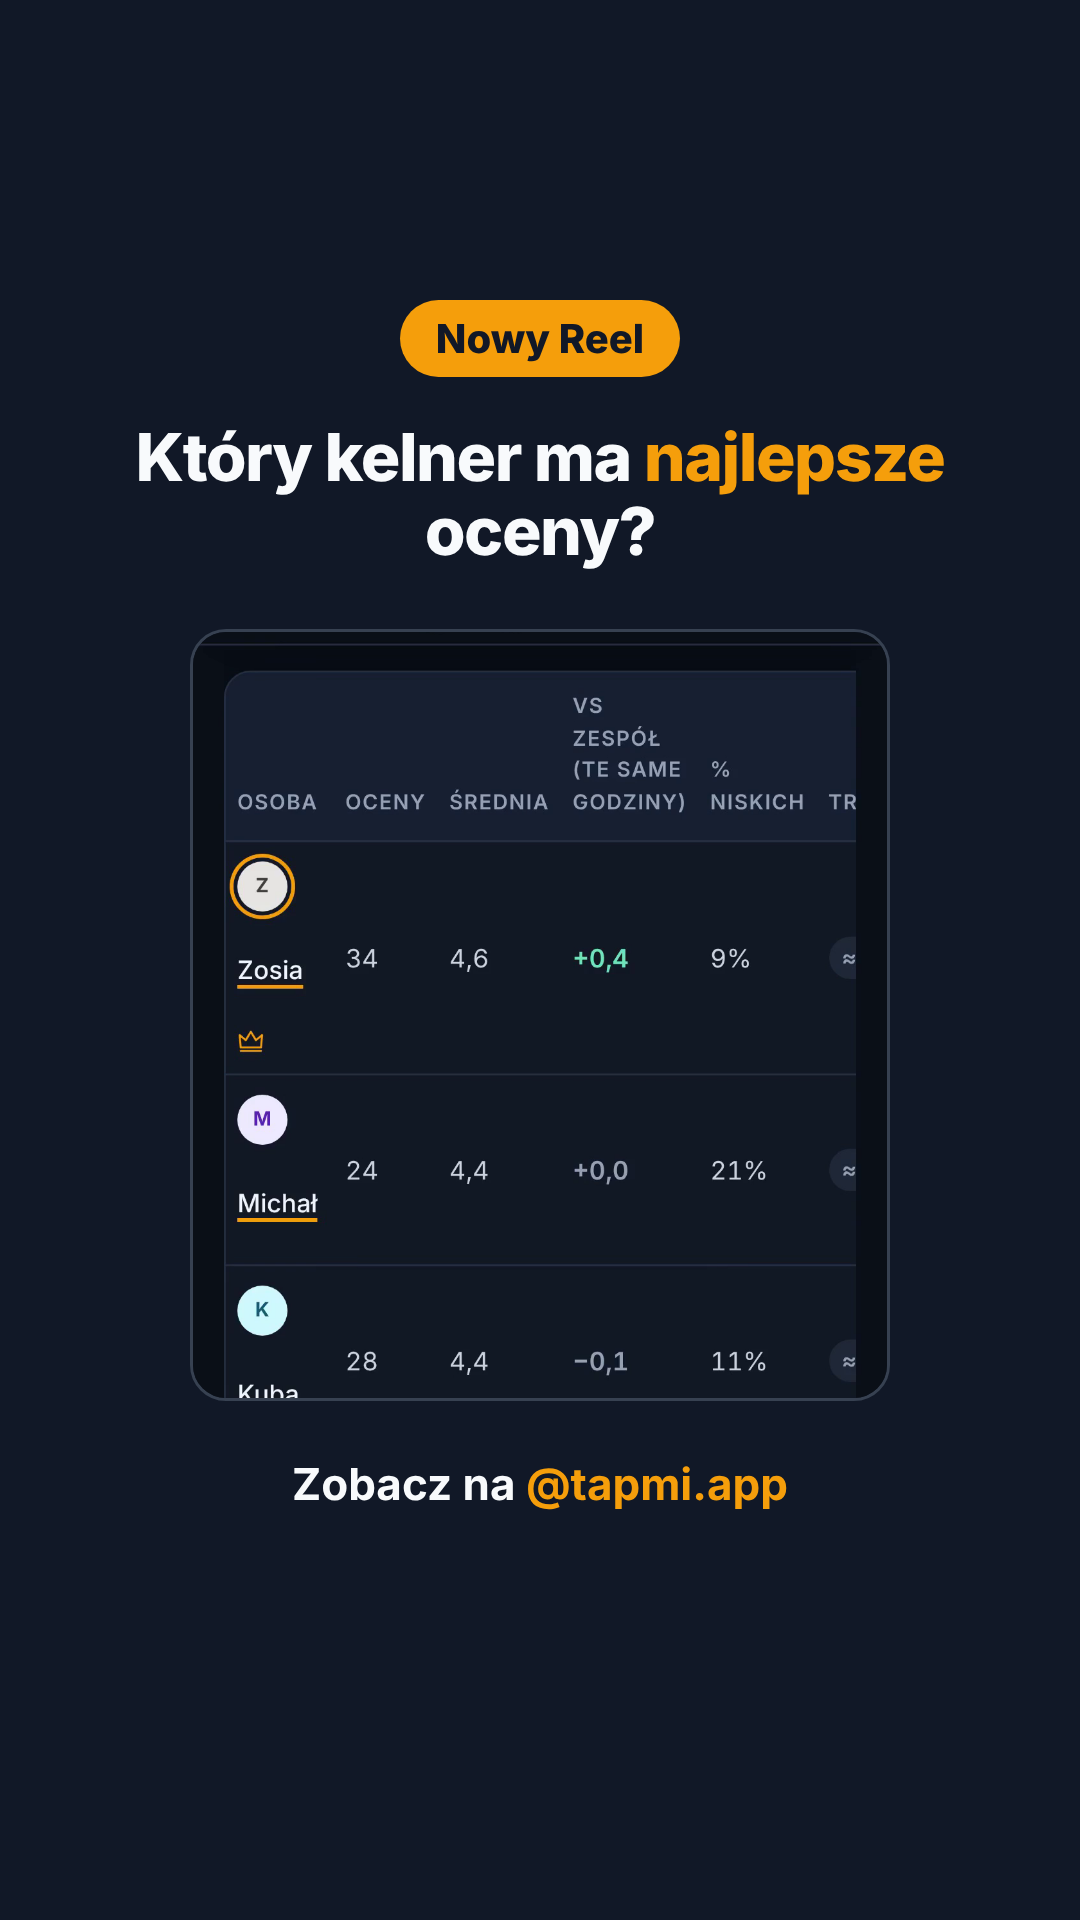 Nowy Reel
Który kelner ma najlepsze
oceny?
VS
ZESPÓŁ
(TE SAME %
OSOBA OCENY ŚREDNIA GODZINY) NISKICH TR
Z
34 4,6 +0,4 9% ≈
Zosia
M
24 4,4 +0,0 21% ≈
Michał
K
28 4,4 −0,1 11% ≈
Kuba
Zobacz na @tapmi.app